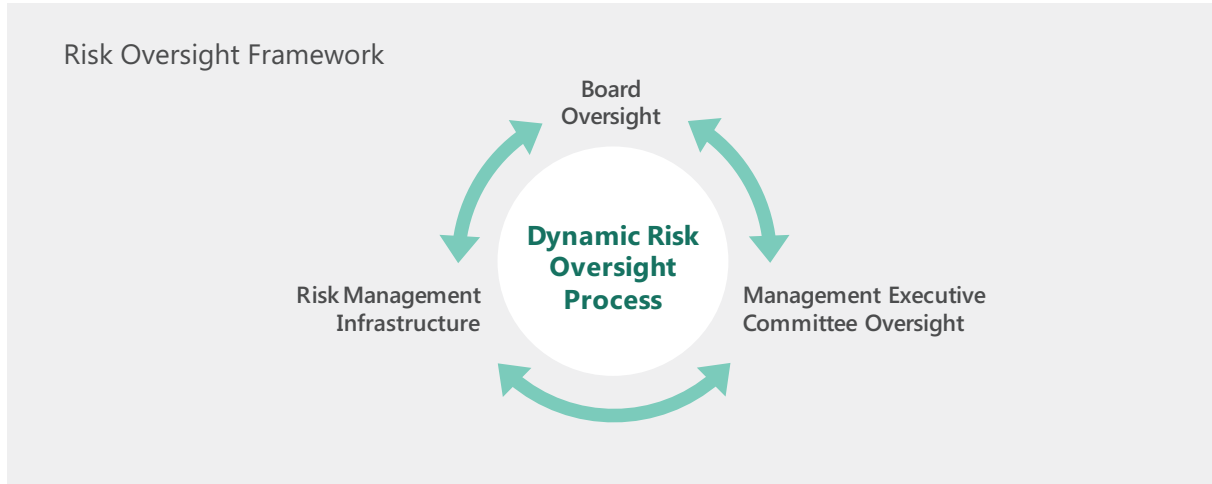 Risk Oversight Framework
Board
Oversight
Dynamic Risk
Oversight
Process
Risk Management
Infrastructure
Management Executive
Committee Oversight